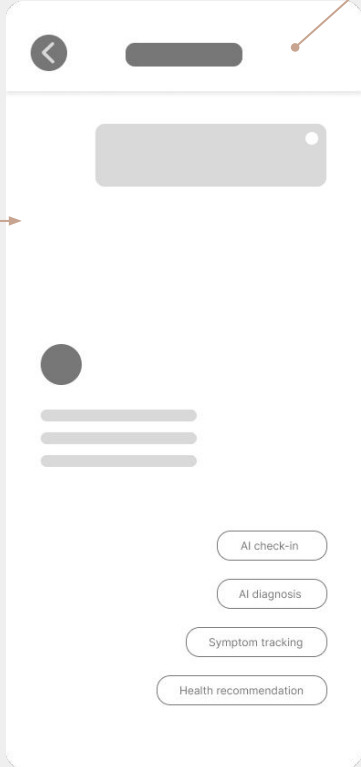 AI check-in
AI diagnosis
Symptom tracking
Health recommendation